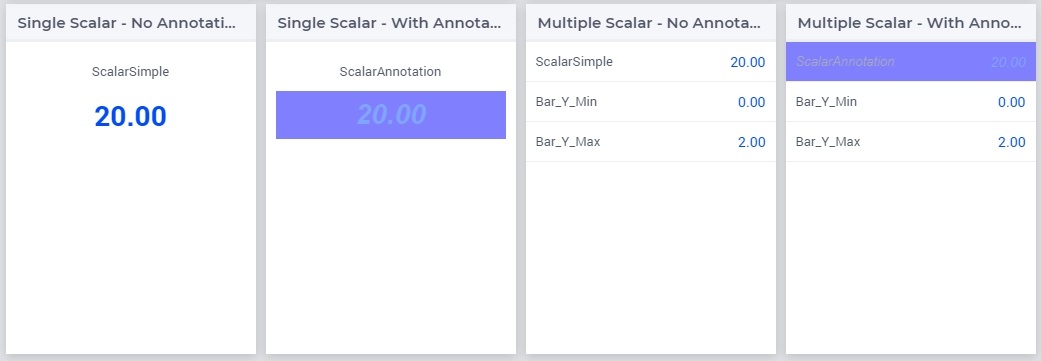 Single Scalar - No Annotati...
ScalarSimple
20.00
Single Scalar - With Annota...
ScalarAnnotation
20.00
Multiple Scalar - No Annota...
ScalarSimple 20.00
Bar_Y_Min 0.00
Bar_Y_Max 2.00
Multiple Scalar - With Anno...
ScalarAnnotation 20.00
Bar_Y_Min 0.00
Bar_Y_Max 2.00